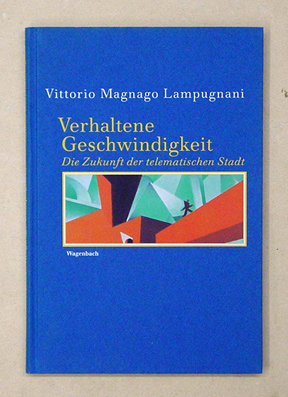 Vittorio Magnago Lampugnani
Verhaltene
Geschwindigkeit
Die Zukunft der telematischen Stadt
Wagenbach